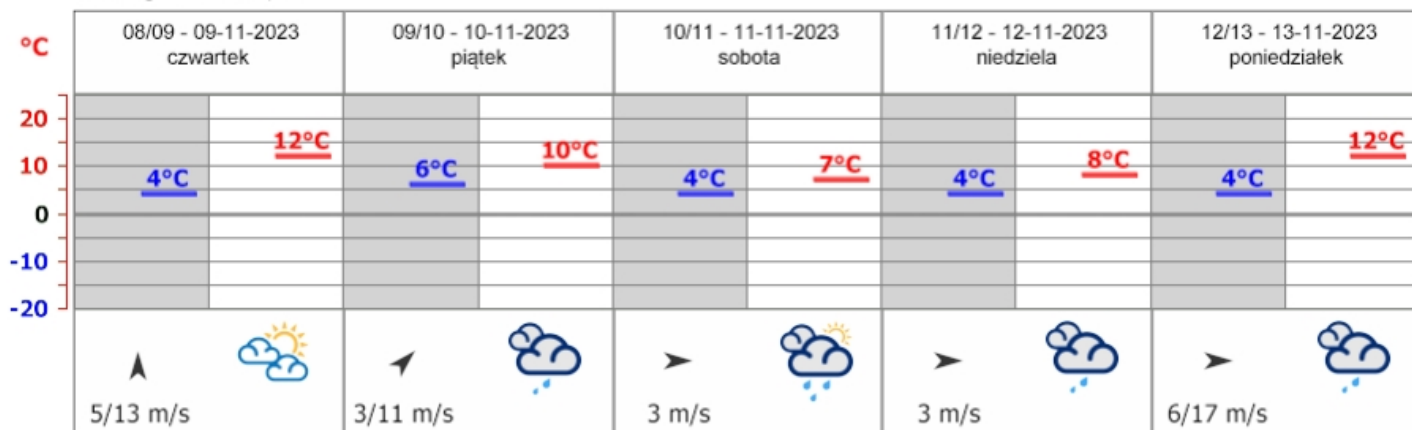 °C
08/09 - 09-11-2023
czwartek
09/10 - 10-11-2023
piątek
10/11 - 11-11-2023
sobota
11/12 - 12-11-2023
niedziela
12/13 - 13-11-2023
poniedziałek
20
10
0
-10
-20
4°C
12°C
6°C
10°C
4°C
7°C
4°C
8°C
4°C
12°C
5/13 m/s
3/11 m/s
3 m/s
3 m/s
6/17 m/s